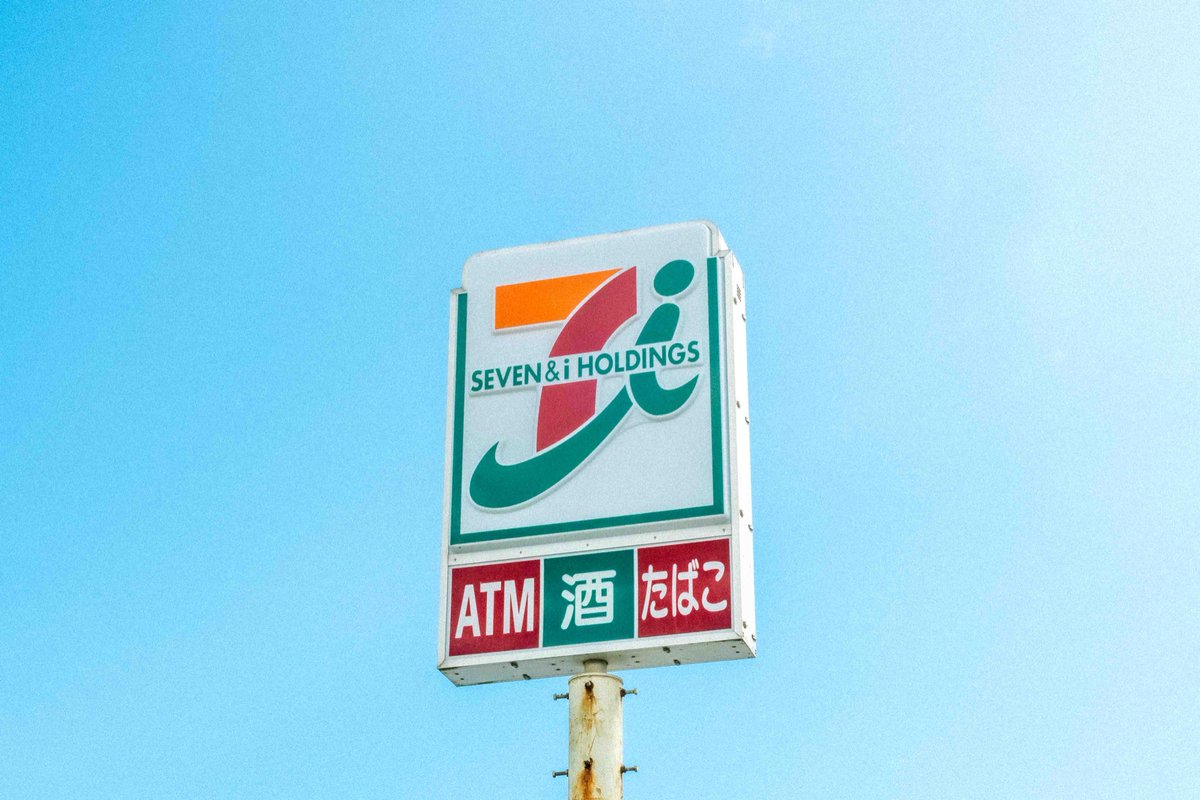 SEVEN & i HOLDINGS
ATM 酒 たばこ